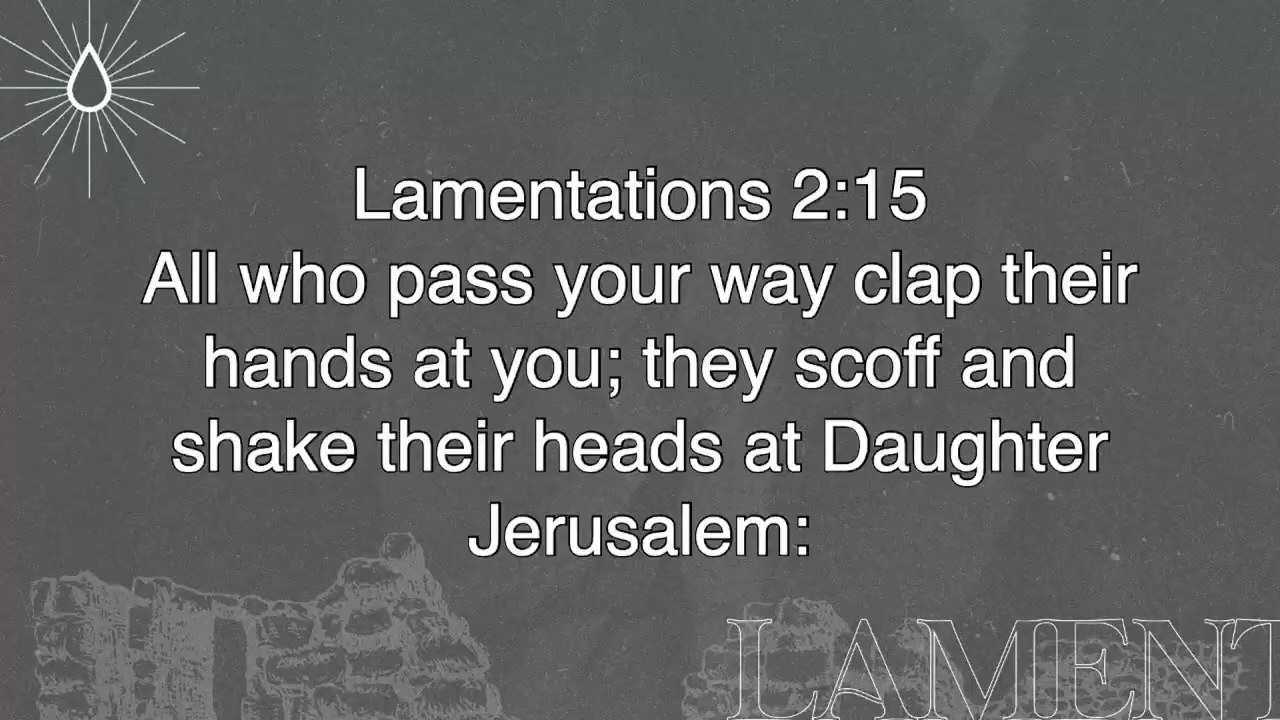 Lamentations 2:15
All who pass your way clap their
hands at you; they scoff and
shake their heads at Daughter
Jerusalem:
LAMENT